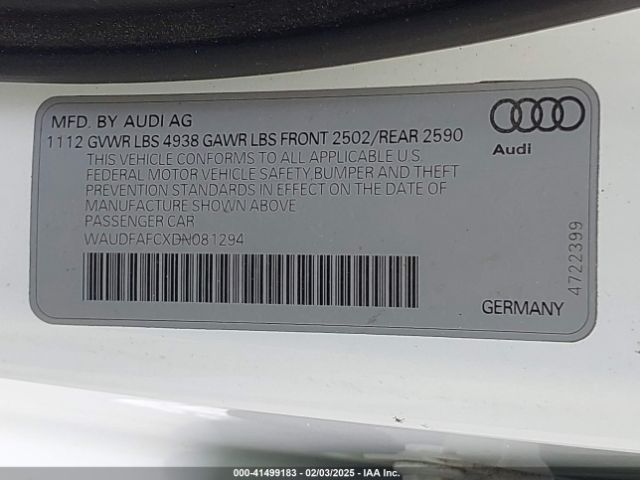 MFD. BY AUDI AG
1112 GVWR LBS 4938 GAWR LBS FRONT 2502/REAR 2590
THIS VEHICLE CONFORMS TO ALL APPLICABLE U.S.
FEDERAL MOTOR VEHICLE SAFETY,BUMPER AND THEFT
PREVENTION STANDARDS IN EFFECT ON THE DATE OF
MANUFACTURE SHOWN ABOVE
PASSENGER CAR
WAUDFAFCXDN081294
Audi
4722399
GERMANY
000-41499183 - 02/03/2025 - IAA Inc.